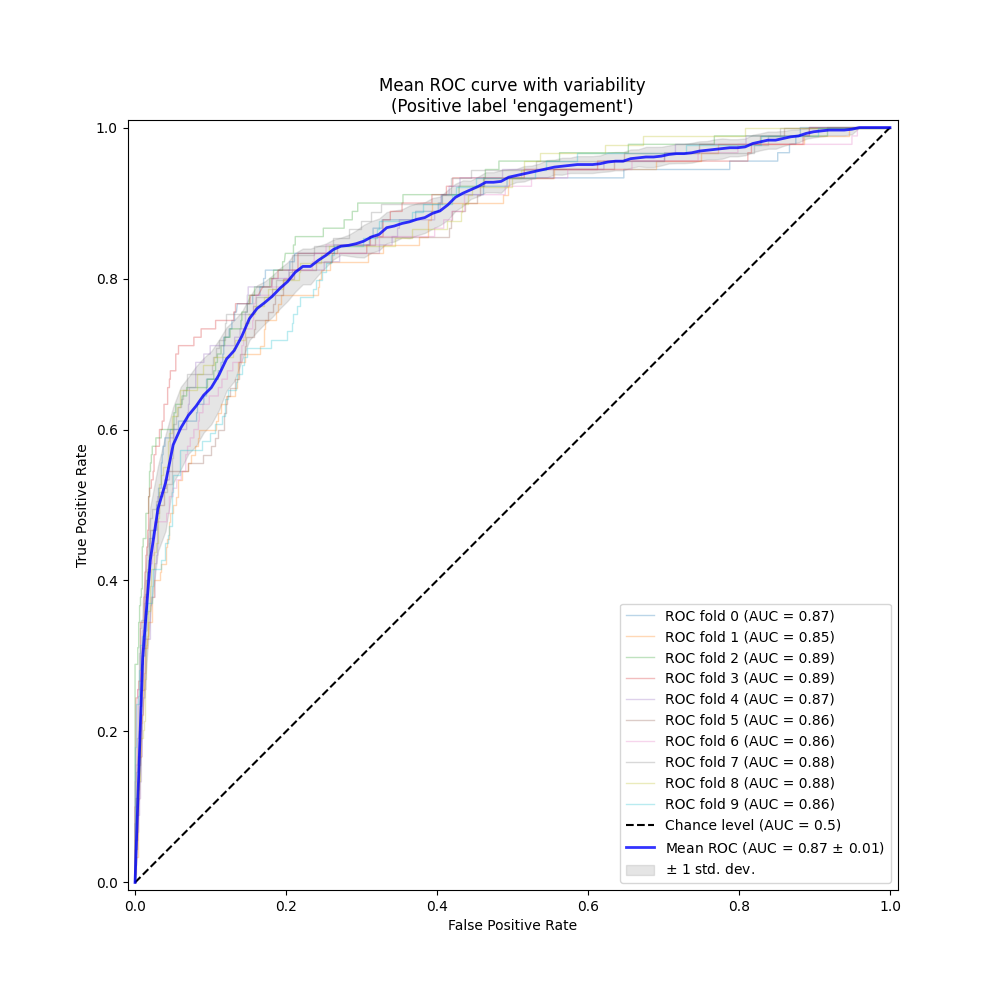 Mean ROC curve with variability
(Positive label 'engagement')
True Positive Rate
1.0
0.8
0.6
0.4
0.2
0.0
0.0 0.2 0.4 0.6 0.8 1.0
False Positive Rate
ROC fold 0 (AUC = 0.87)
ROC fold 1 (AUC = 0.85)
ROC fold 2 (AUC = 0.89)
ROC fold 3 (AUC = 0.89)
ROC fold 4 (AUC = 0.87)
ROC fold 5 (AUC = 0.86)
ROC fold 6 (AUC = 0.86)
ROC fold 7 (AUC = 0.88)
ROC fold 8 (AUC = 0.88)
ROC fold 9 (AUC = 0.86)
Chance level (AUC = 0.5)
Mean ROC (AUC = 0.87 ± 0.01)
± 1 std. dev.